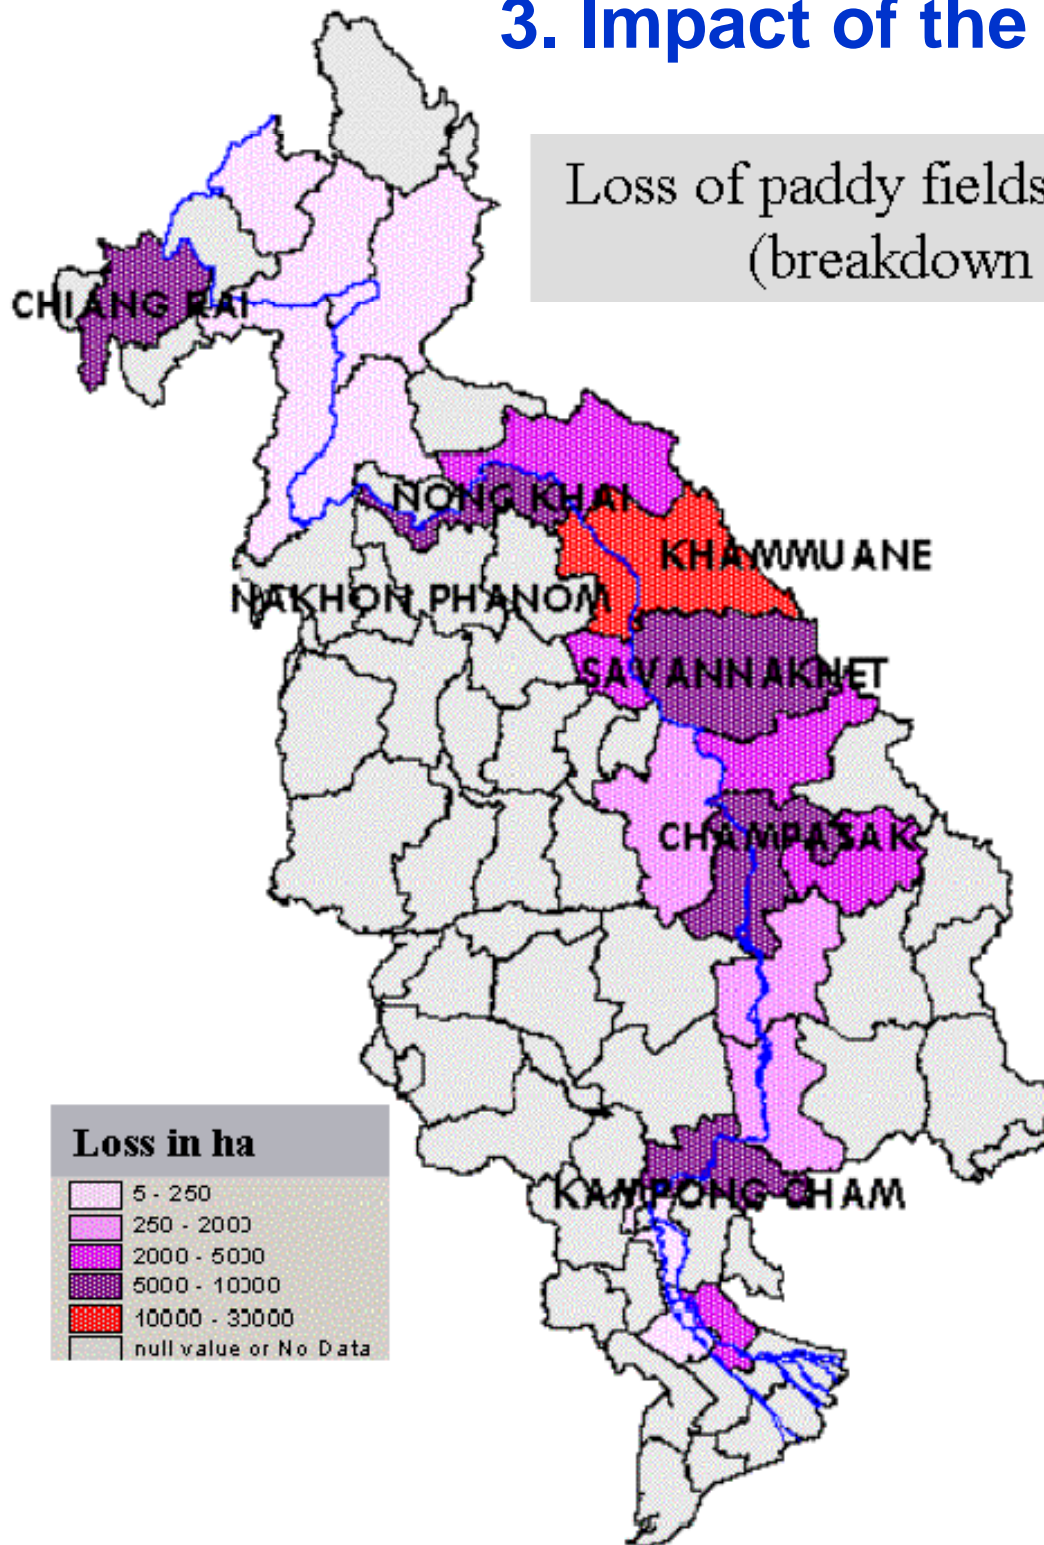 3. Impact of the
Loss of paddy fields
(breakdown
CHIANG RAI
NONG KHAI
KHAMMUANE
NAKHON PHANOM
SAVANNAKHET
CHAMPASAK
KAMPONG CHAM
Loss in ha
5 - 250
250 - 2000
2000 - 5000
5000 - 10000
10000 - 30000
null value or No Data